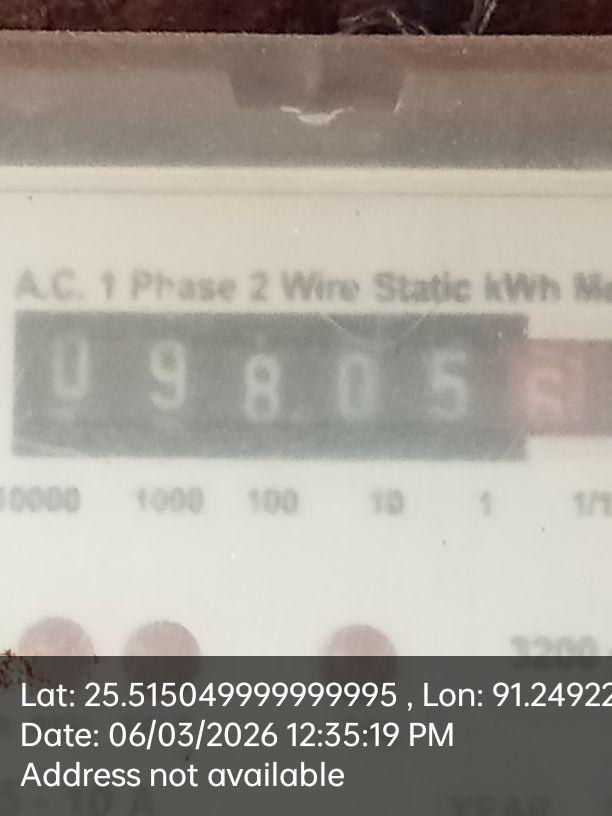 A.C. 1 Phase 2 Wire Static kWh
0 9 8 0 5
10000 1000 100 10 1
3200
Lat: 25.515049999999995 , Lon: 91.24922
Date: 06/03/2026 12:35:19 PM
Address not available